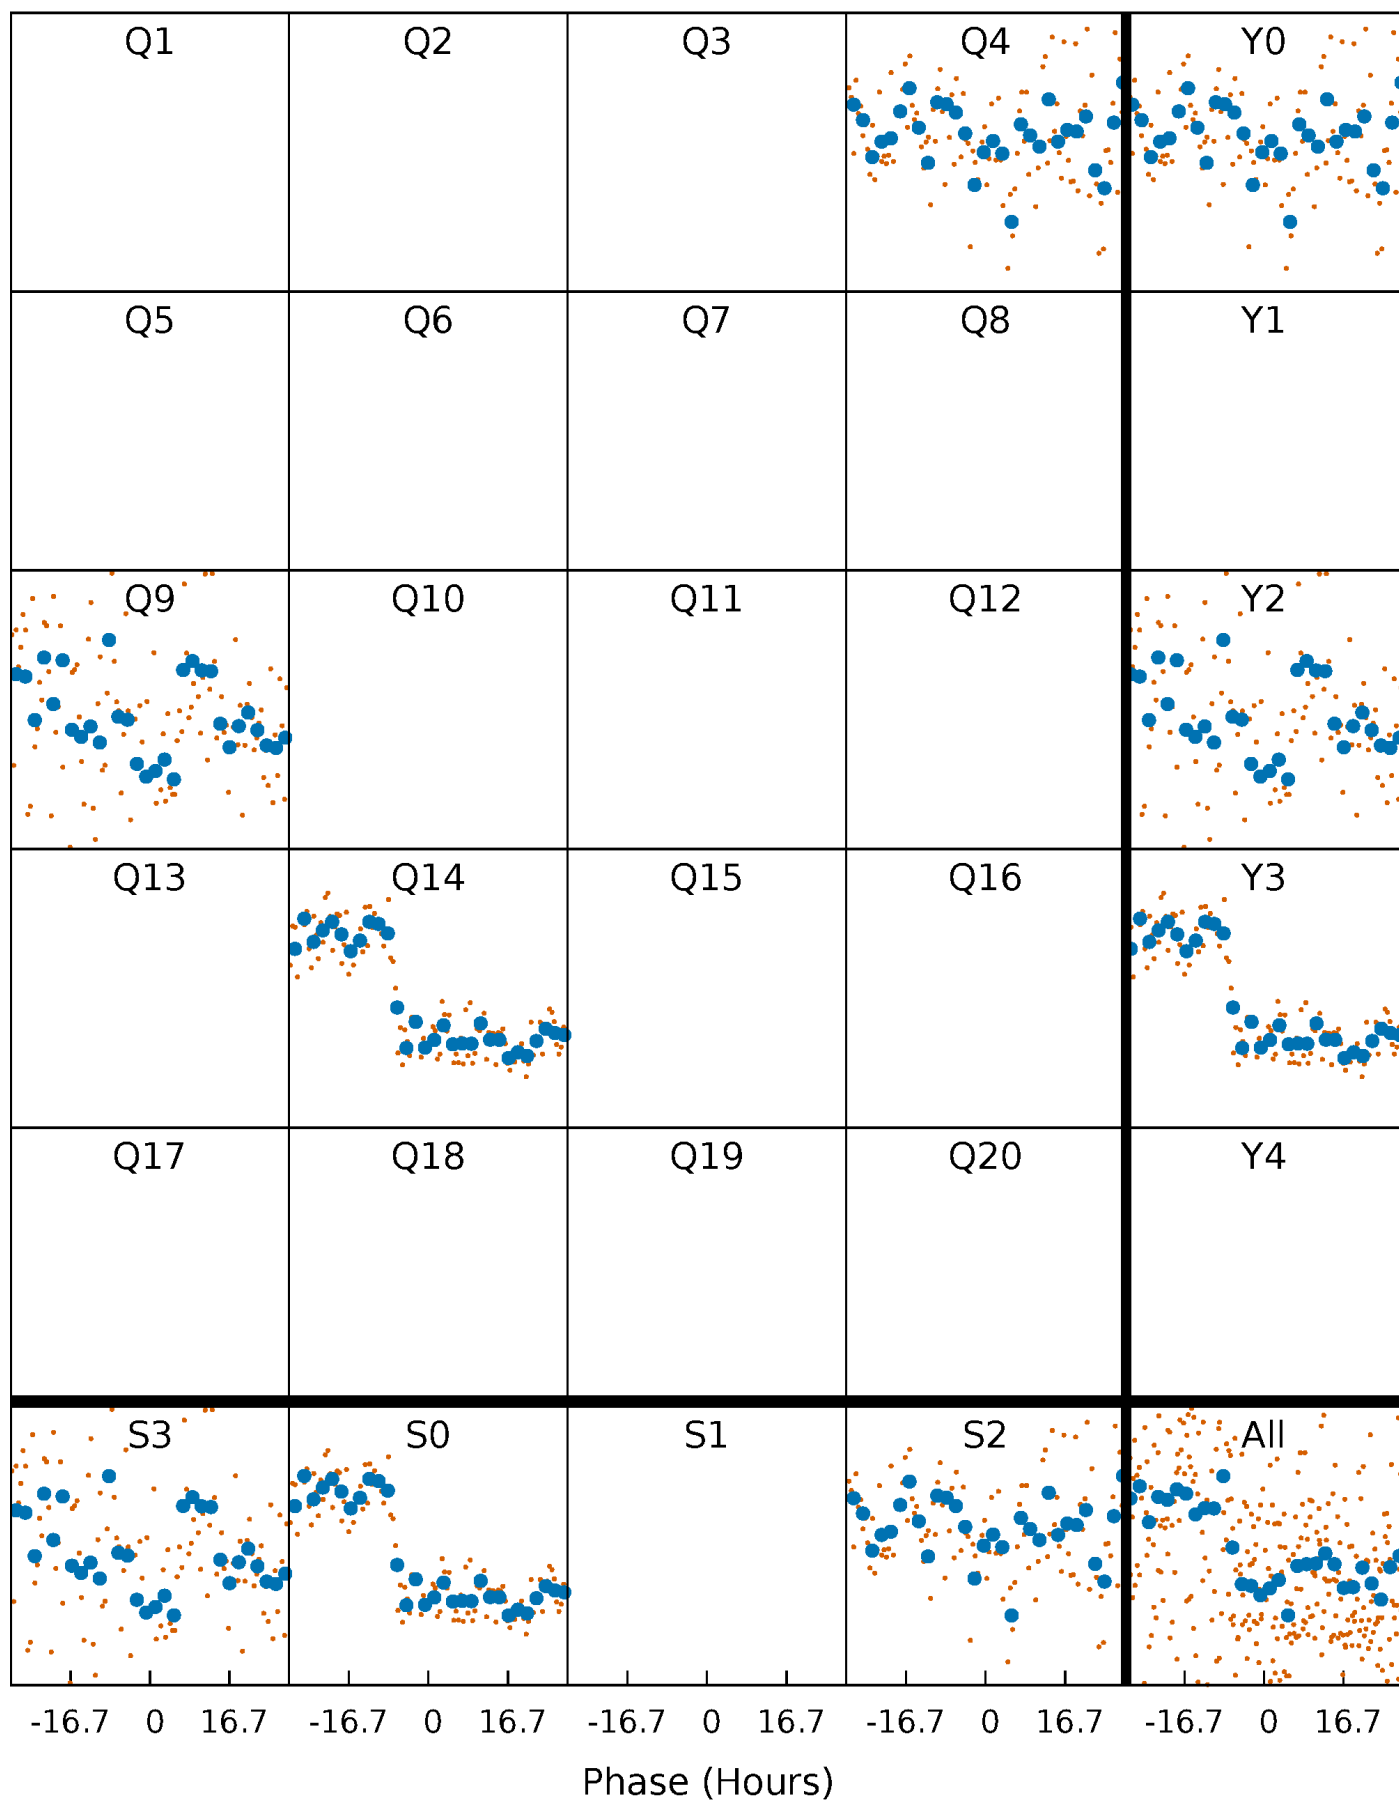 Q1 Q2 Q3 Q4 Y0
Q5 Q6 Q7 Q8 Y1
Q9 Q10 Q11 Q12 Y2
Q13 Q14 Q15 Q16 Y3
Q17 Q18 Q19 Q20 Y4
S3 S0 S1 S2 All
-16.7 0 16.7 -16.7 0 16.7 -16.7 0 16.7 -16.7 0 16.7 -16.7 0 16.7
Phase (Hours)